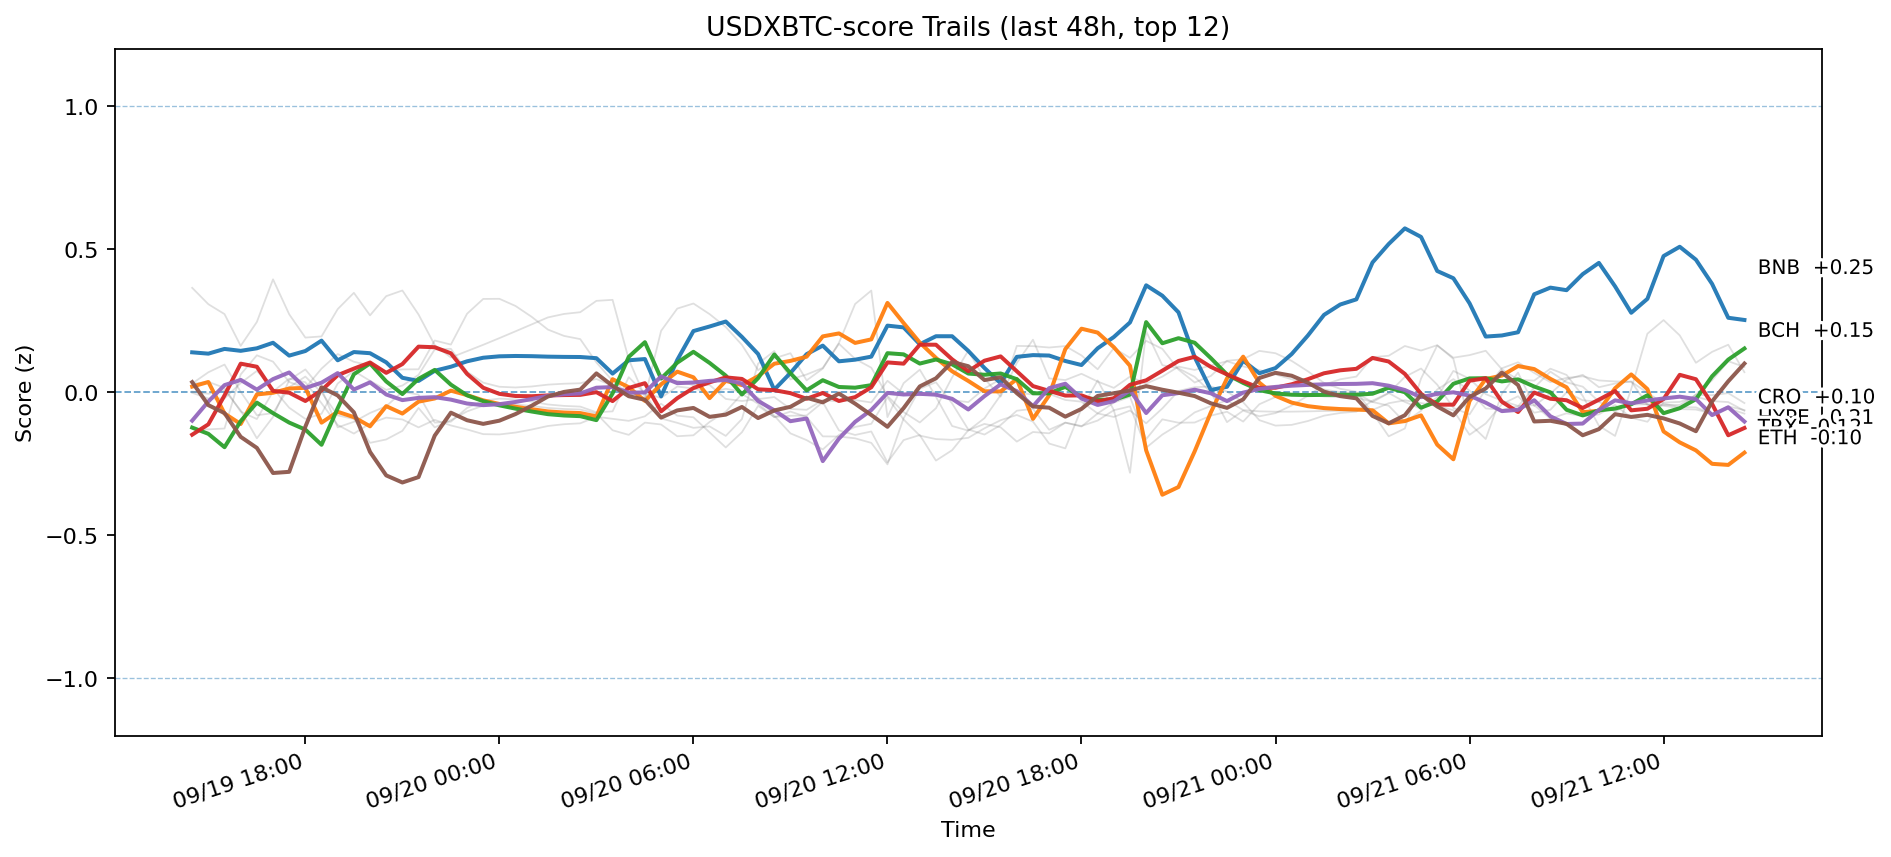 USDXBTC-score Trails (last 48h, top 12)
Score (z)
1.0
0.5
0.0
−0.5
−1.0
BNB +0.25
BCH +0.15
CRO +0.10
ETH -0.10
09/19 18:00
09/20 00:00
09/20 06:00
09/20 12:00
09/20 18:00
09/21 00:00
09/21 06:00
09/21 12:00
Time